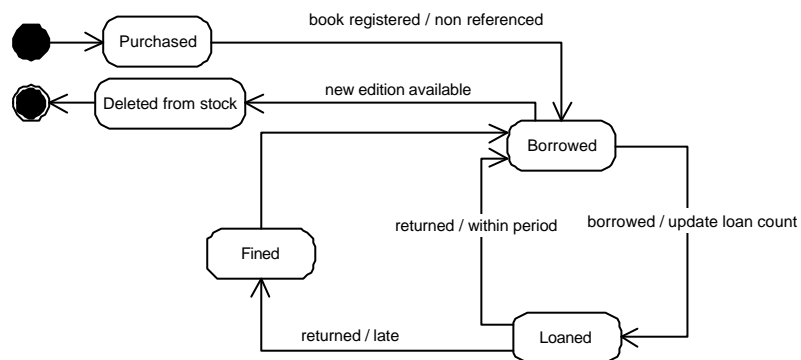 book registered / non referenced
Purchased
new edition available
Deleted from stock
Borrowed
returned / within period
borrowed / update loan count
Fined
returned / late
Loaned